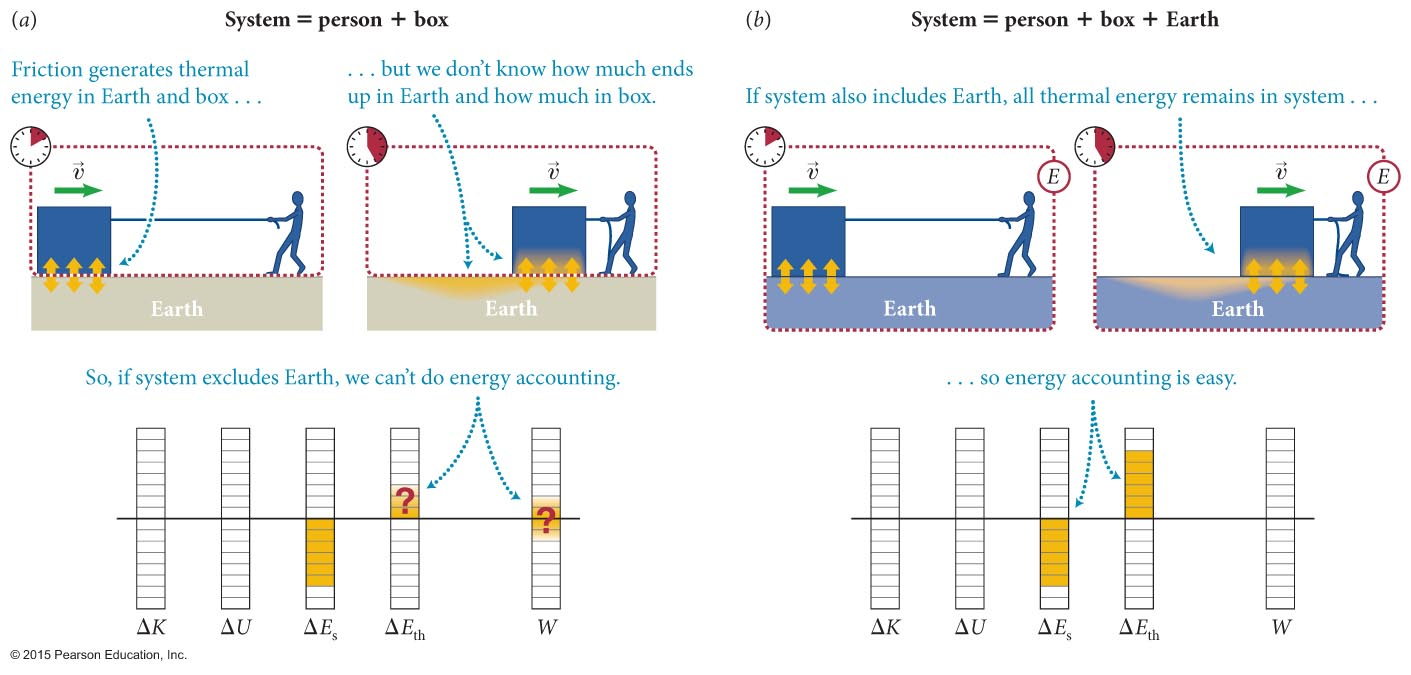 (a)
System = person + box
Friction generates thermal
energy in Earth and box . . .
. . . but we don’t know how much ends
up in Earth and how much in box.
v⃗
v⃗
Earth
Earth
So, if system excludes Earth, we can’t do energy accounting.
?
?
ΔK
ΔU
ΔEs
ΔEth
W
(b)
System = person + box + Earth
If system also includes Earth, all thermal energy remains in system . . .
v⃗
E
v⃗
E
Earth
Earth
. . . so energy accounting is easy.
ΔK
ΔU
ΔEs
ΔEth
W
© 2015 Pearson Education, Inc.